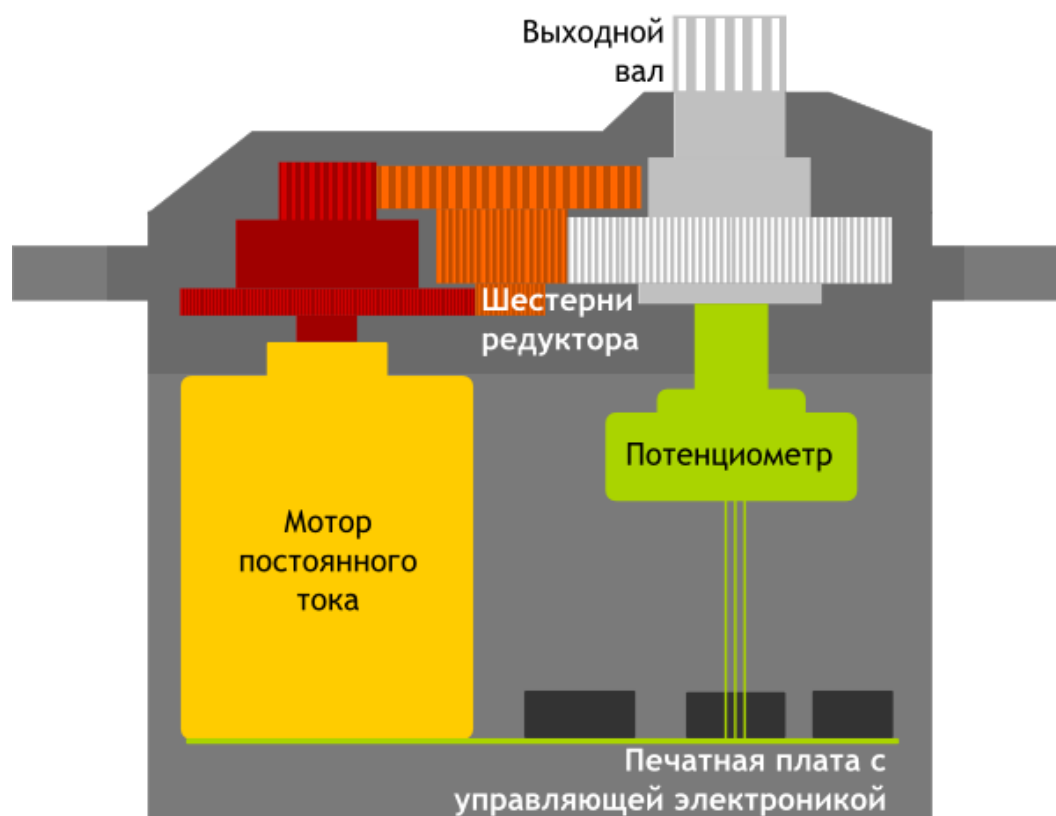 Выходной
вал
Шестерни
редуктора
Потенциометр
Мотор
постоянного
тока
Печатная плата с
управляющей электроникой